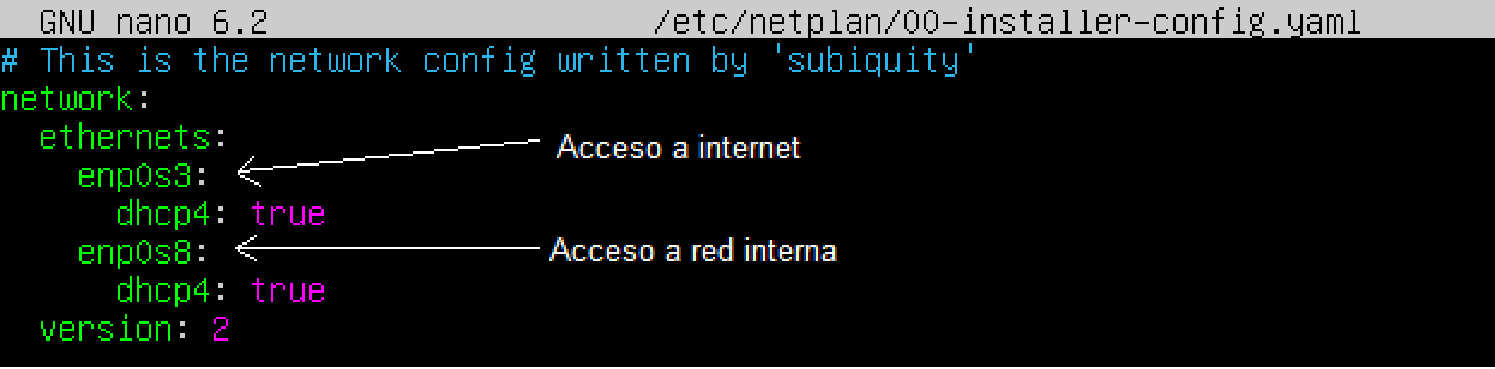 GNU nano 6.2 /etc/netplan/00-installer-config.yaml
# This is the network config written by 'subiquity'
network:
  ethernets:
    enp0s3: Acceso a internet
      dhcp4: true
    enp0s8: Acceso a red interna
      dhcp4: true
  version: 2